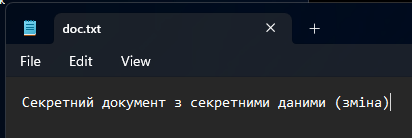 doc.txt
File Edit View
Секретний документ з секретними даними (зміна)